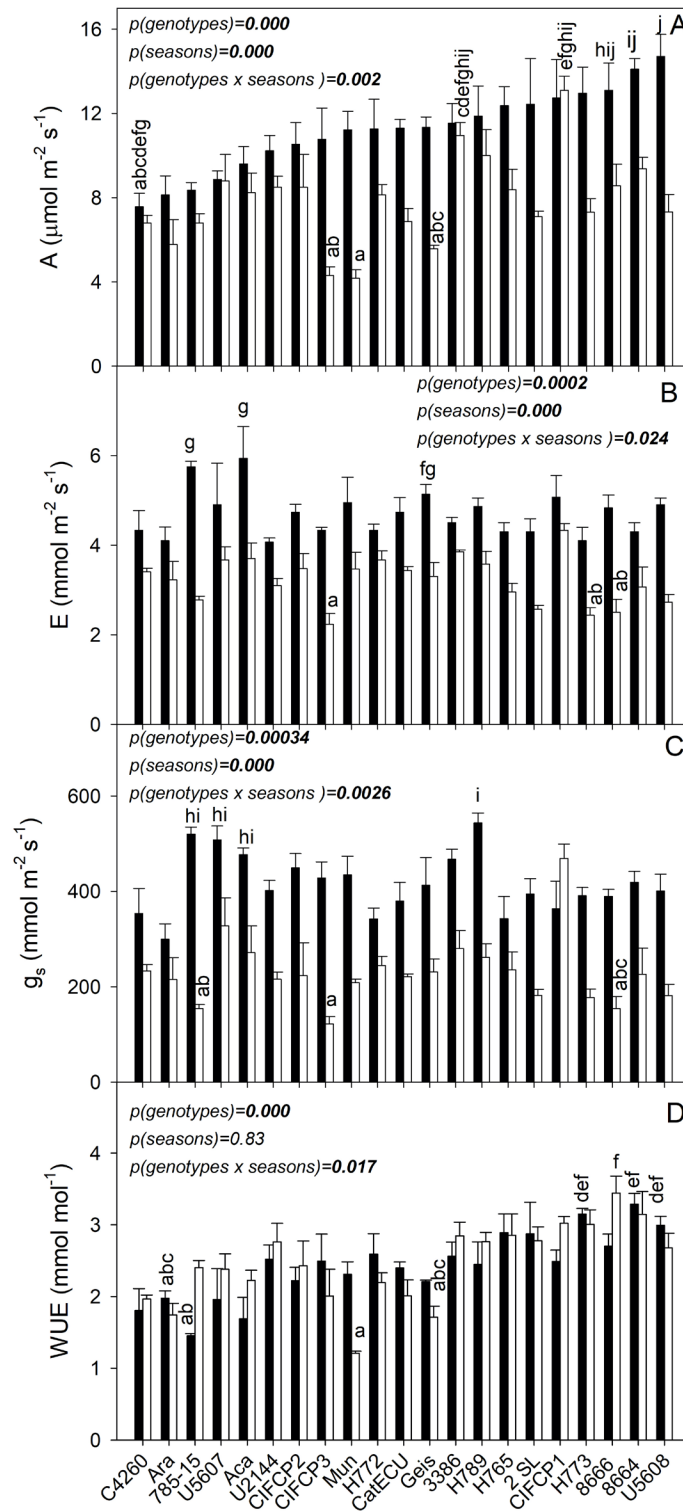 p(genotypes)=0.000
A
p(seasons)=0.000
p(genotypes x seasons )=0.002
16
12
8
4
0
A (μmol m-2 s-1)
abcdefg
ab
a
abc
cdefghij
efghij
hij
ij
j
B
p(genotypes)=0.0002
p(seasons)=0.000
p(genotypes x seasons )=0.024
6
4
2
0
E (mmol m-2 s-1)
g
g
a
fg
ab
ab
C
p(genotypes)=0.00034
p(seasons)=0.000
p(genotypes x seasons )=0.0026
600
400
200
0
gs (mmol m-2 s-1)
hi
ab
hi
hi
a
i
abc
D
p(genotypes)=0.000
p(seasons)=0.83
p(genotypes x seasons)=0.017
4
3
2
1
0
WUE (mmol mol-1)
abc
ab
a
abc
def
f
ef
def
C4260
Ara
785-15
U5607
Aca
U2144
CIFCP2
CIFCP3
Mun
H772
CatECU
Geis
3386
H789
H765
2 SL
CIFCP1
H773
8666
8664
U5608